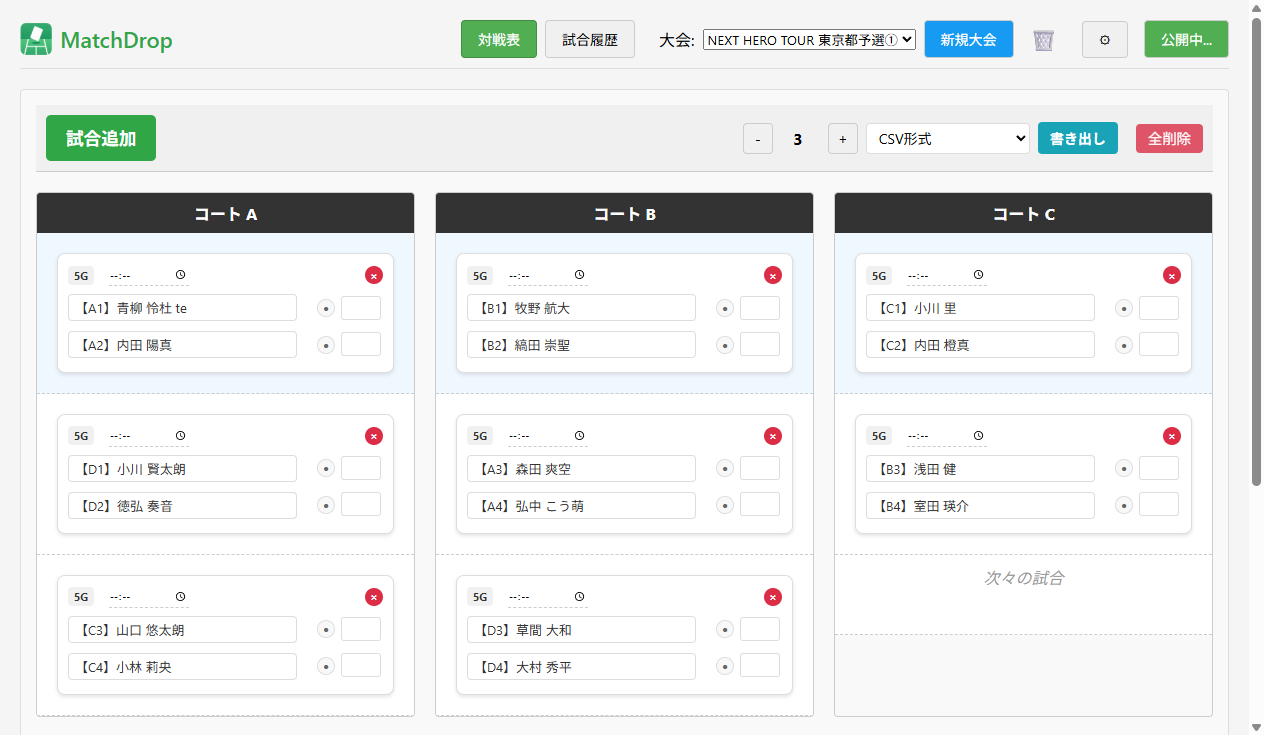 MatchDrop
対戦表
試合履歴
大会:
NEXT HERO TOUR 東京都予選①
新規大会
公開中...
試合追加
-
3
+
CSV形式
書き出し
全削除
コート A
5G --:--
【A1】青柳 怜杜 te
【A2】内田 陽真
5G --:--
【D1】小川 賢太朗
【D2】徳弘 奏音
5G --:--
【C3】山口 悠太朗
【C4】小林 莉央
コート B
5G --:--
【B1】牧野 航大
【B2】縞田 崇聖
5G --:--
【A3】森田 爽空
【A4】弘中 こう萌
5G --:--
【D3】草間 大和
【D4】大村 秀平
コート C
5G --:--
【C1】小川 里
【C2】内田 橙真
5G --:--
【B3】浅田 健
【B4】室田 瑛介
次々の試合